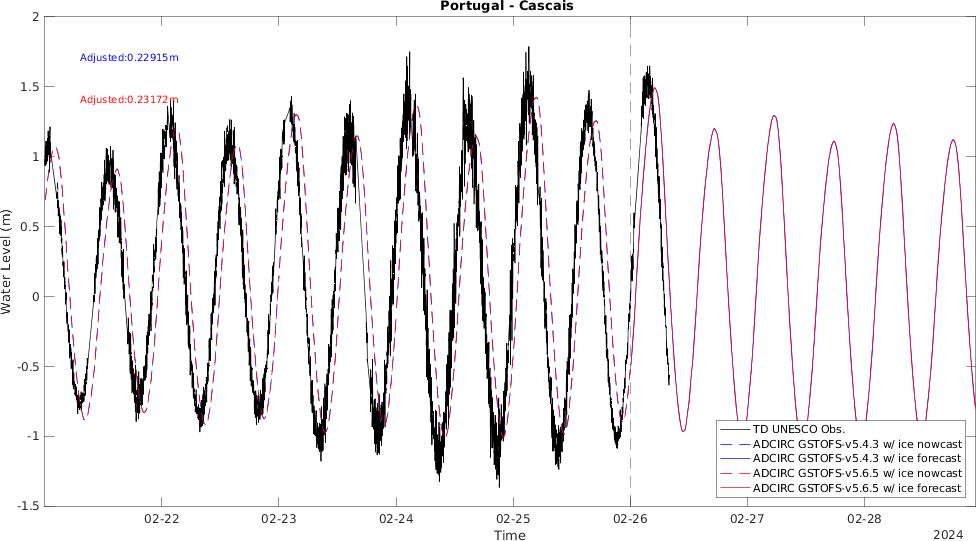 Portugal - Cascais
Adjusted:0.22915m
Adjusted:0.23172m
Water Level (m)
2
1.5
1
0.5
0
-0.5
-1
-1.5
02-22
02-23
02-24
02-25
02-26
02-27
02-28
Time
2024
TD UNESCO Obs.
ADCIRC GSTOFS-v5.4.3 w/ ice nowcast
ADCIRC GSTOFS-v5.4.3 w/ ice forecast
ADCIRC GSTOFS-v5.6.5 w/ ice nowcast
ADCIRC GSTOFS-v5.6.5 w/ ice forecast